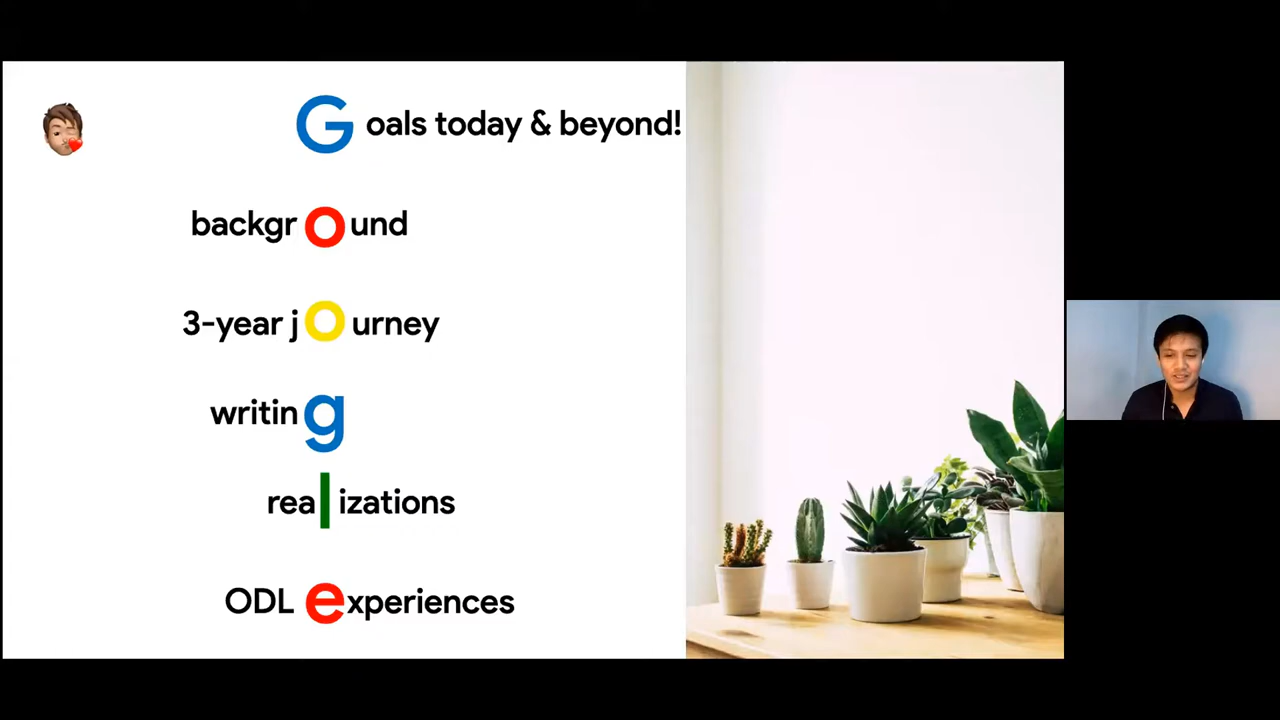 Goals today & beyond!
background
3-year journey
writing
realizations
ODL experiences